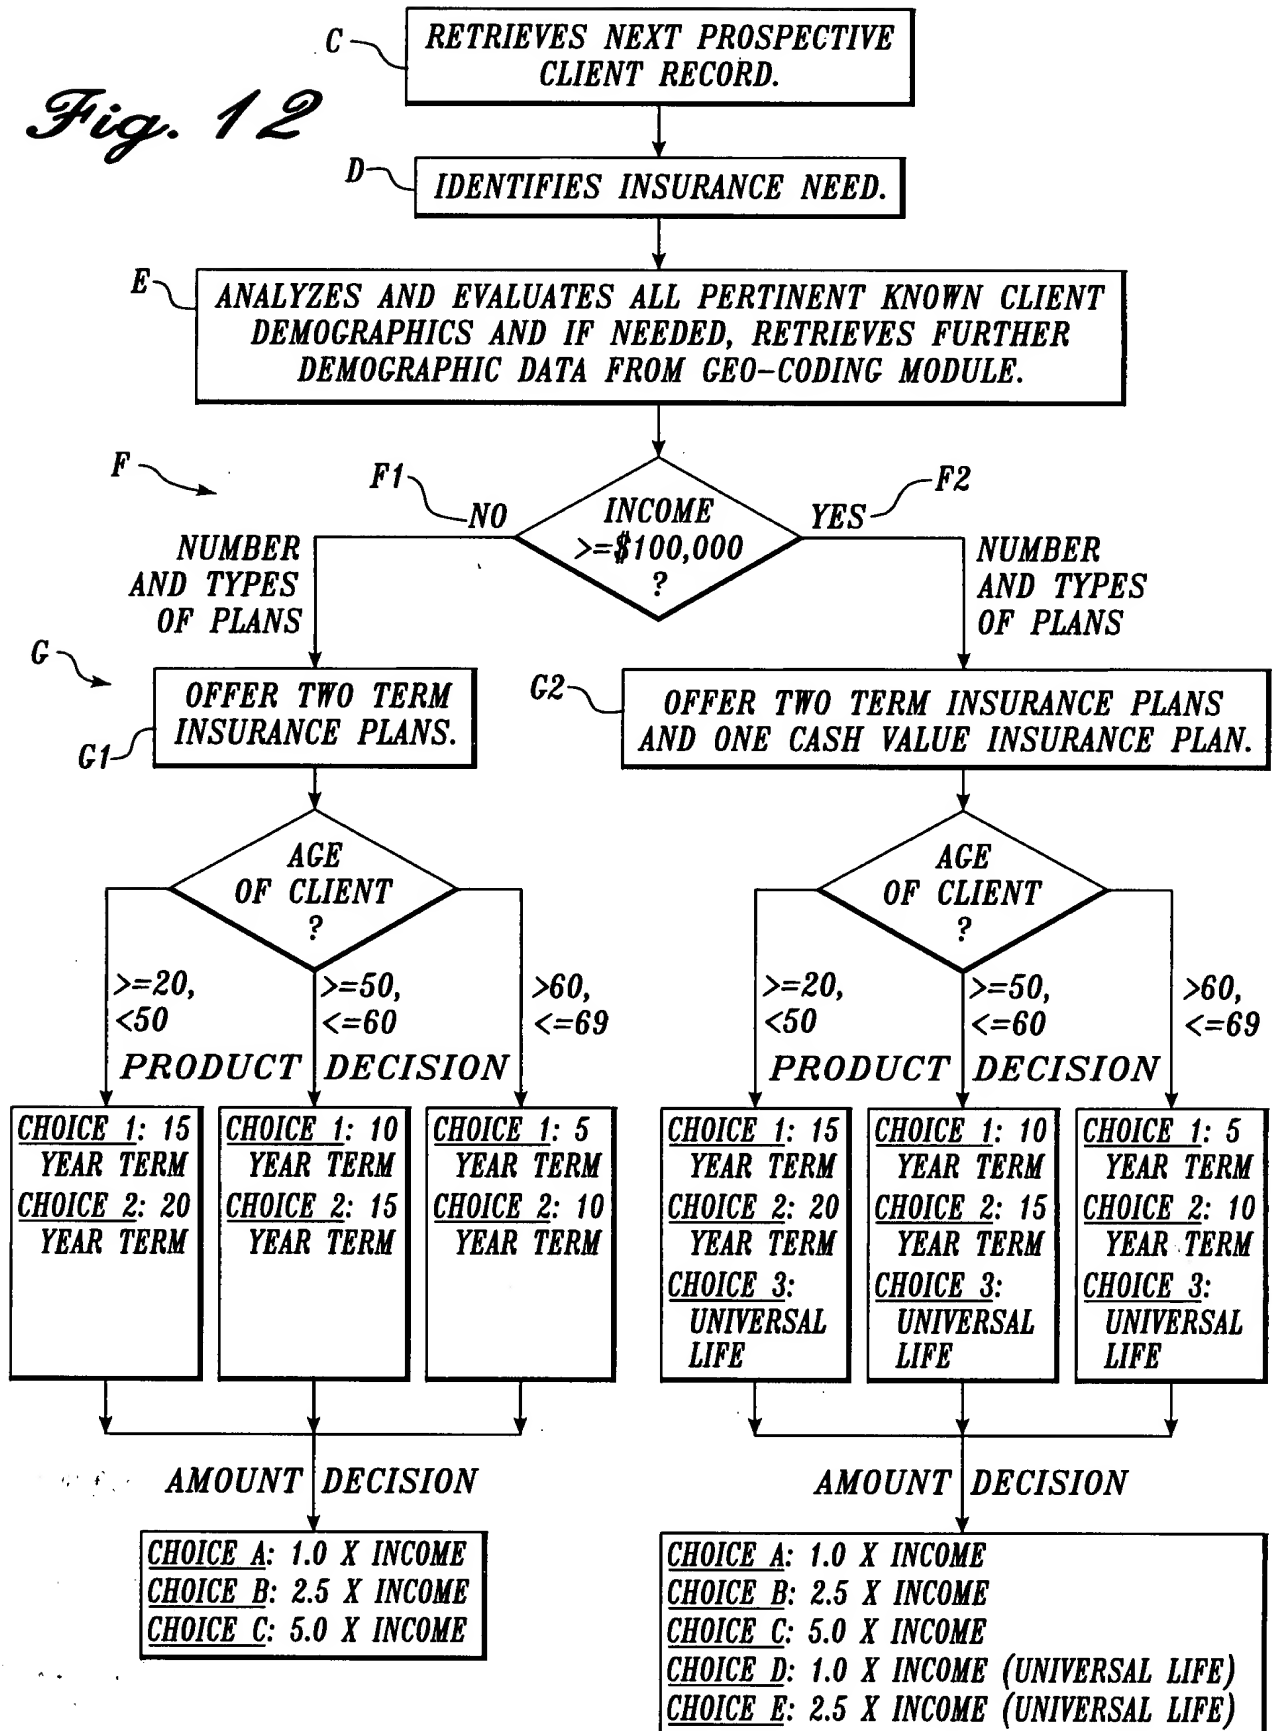 C
RETRIEVES NEXT PROSPECTIVE
CLIENT RECORD.
Fig. 12
D
IDENTIFIES INSURANCE NEED.
E
ANALYZES AND EVALUATES ALL PERTINENT KNOWN CLIENT
DEMOGRAPHICS AND IF NEEDED, RETRIEVES FURTHER
DEMOGRAPHIC DATA FROM GEO-CODING MODULE.
F
F1
NO
INCOME
>=$100,000
?
YES
F2
NUMBER
AND TYPES
OF PLANS
NUMBER
AND TYPES
OF PLANS
G
OFFER TWO TERM
INSURANCE PLANS.
G1
G2
OFFER TWO TERM INSURANCE PLANS
AND ONE CASH VALUE INSURANCE PLAN.
AGE
OF CLIENT
?
>=20,
<50
>=50,
<=60
>60,
<=69
PRODUCT DECISION
CHOICE 1: 15
YEAR TERM
CHOICE 2: 20
YEAR TERM
CHOICE 1: 10
YEAR TERM
CHOICE 2: 15
YEAR TERM
CHOICE 1: 5
YEAR TERM
CHOICE 2: 10
YEAR TERM
AMOUNT DECISION
CHOICE A: 1.0 X INCOME
CHOICE B: 2.5 X INCOME
CHOICE C: 5.0 X INCOME
AGE
OF CLIENT
?
>=20,
<50
>=50,
<=60
>60,
<=69
PRODUCT DECISION
CHOICE 1: 15
YEAR TERM
CHOICE 2: 20
YEAR TERM
CHOICE 3:
UNIVERSAL
LIFE
CHOICE 1: 10
YEAR TERM
CHOICE 2: 15
YEAR TERM
CHOICE 3:
UNIVERSAL
LIFE
CHOICE 1: 5
YEAR TERM
CHOICE 2: 10
YEAR TERM
CHOICE 3:
UNIVERSAL
LIFE
AMOUNT DECISION
CHOICE A: 1.0 X INCOME
CHOICE B: 2.5 X INCOME
CHOICE C: 5.0 X INCOME
CHOICE D: 1.0 X INCOME (UNIVERSAL LIFE)
CHOICE E: 2.5 X INCOME (UNIVERSAL LIFE)